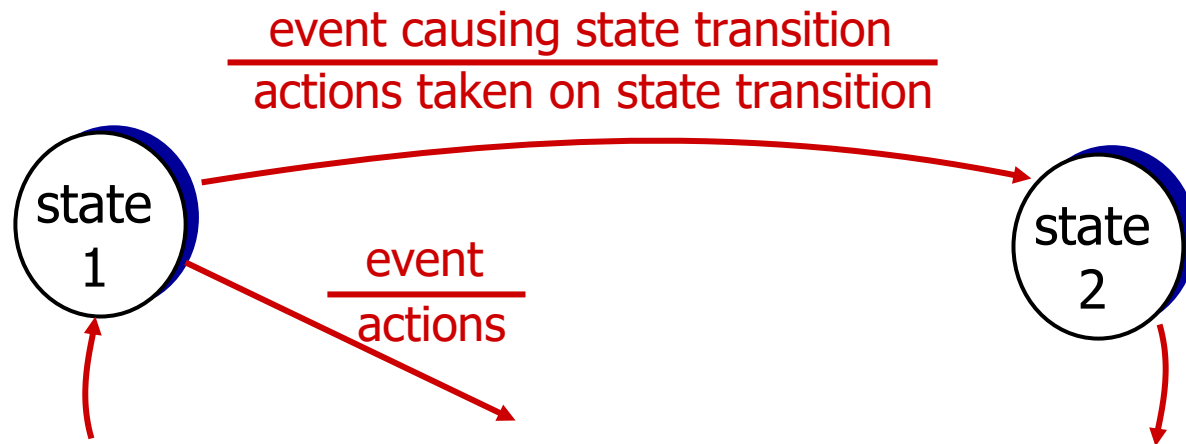 event causing state transition
actions taken on state transition
state
1
state
2
event
actions